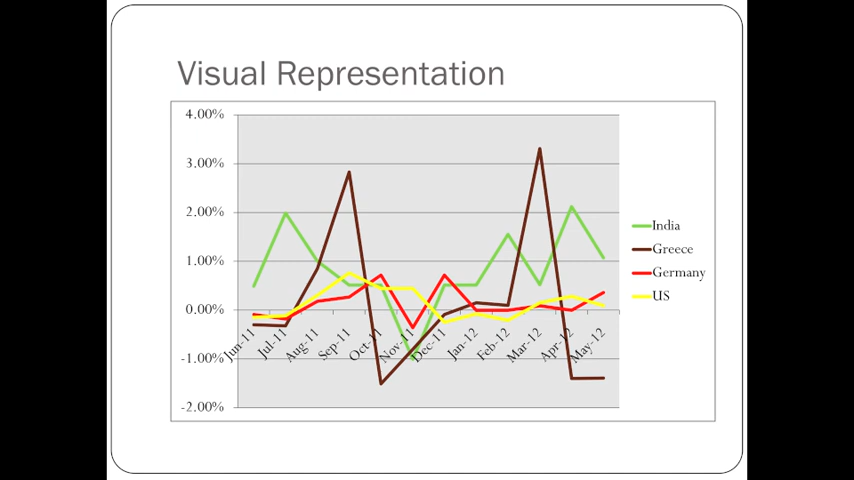 Visual Representation
4.00%
3.00%
2.00%
1.00%
0.00%
-1.00%
-2.00%
Jun-11
Jul-11
Aug-11
Sep-11
Oct-11
Nov-11
Dec-11
Jan-12
Feb-12
Mar-12
Apr-12
May-12
India
Greece
Germany
US